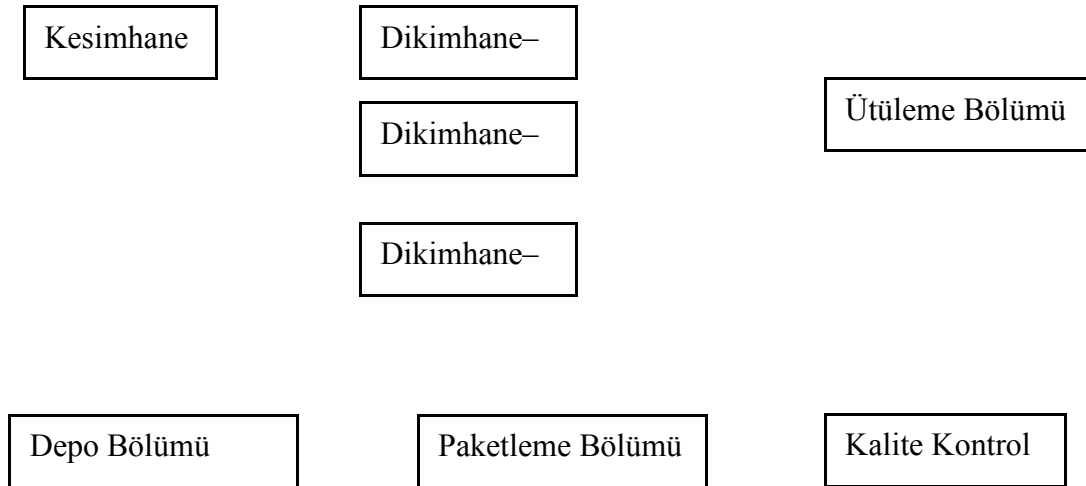 Kesimhane
Dikimhane–
Ütüleme Bölümü
Dikimhane–
Dikimhane–
Depo Bölümü
Paketleme Bölümü
Kalite Kontrol